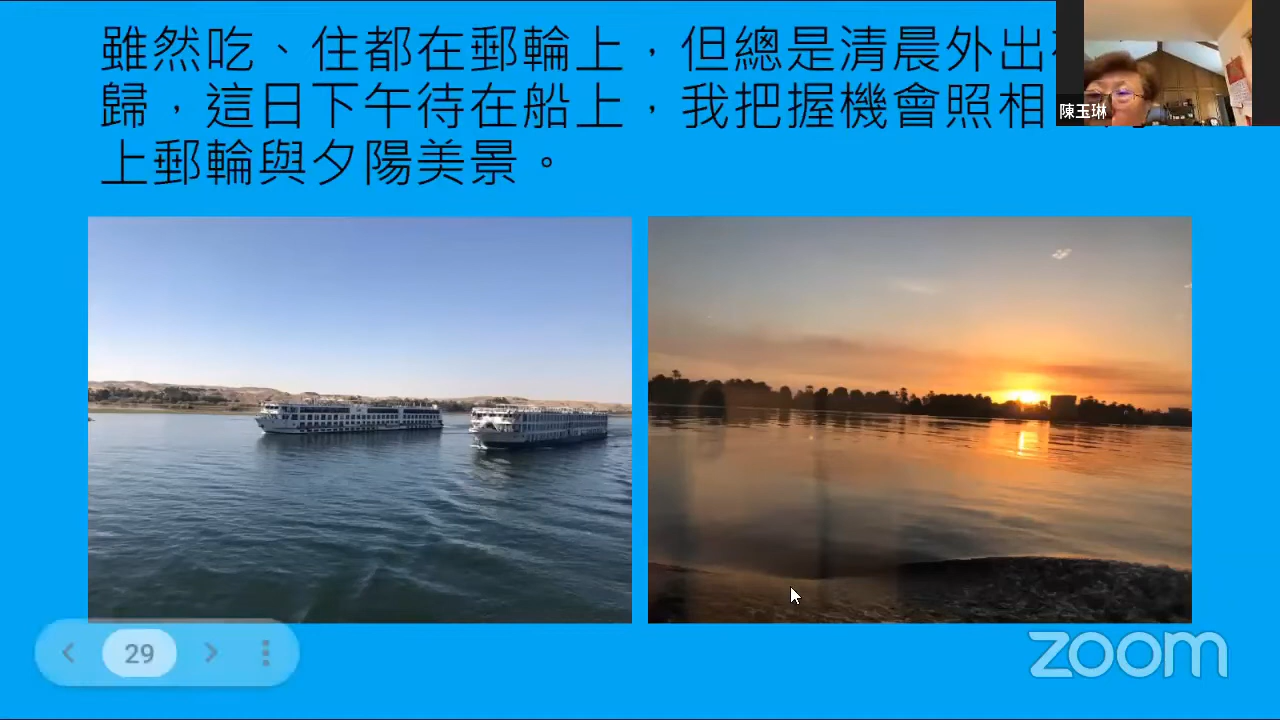 雖然吃、住都在郵輪上，但總是清晨外出
歸，這日下午待在船上，我把握機會照相
上郵輪與夕陽美景。
陳玉琳
29
zoom